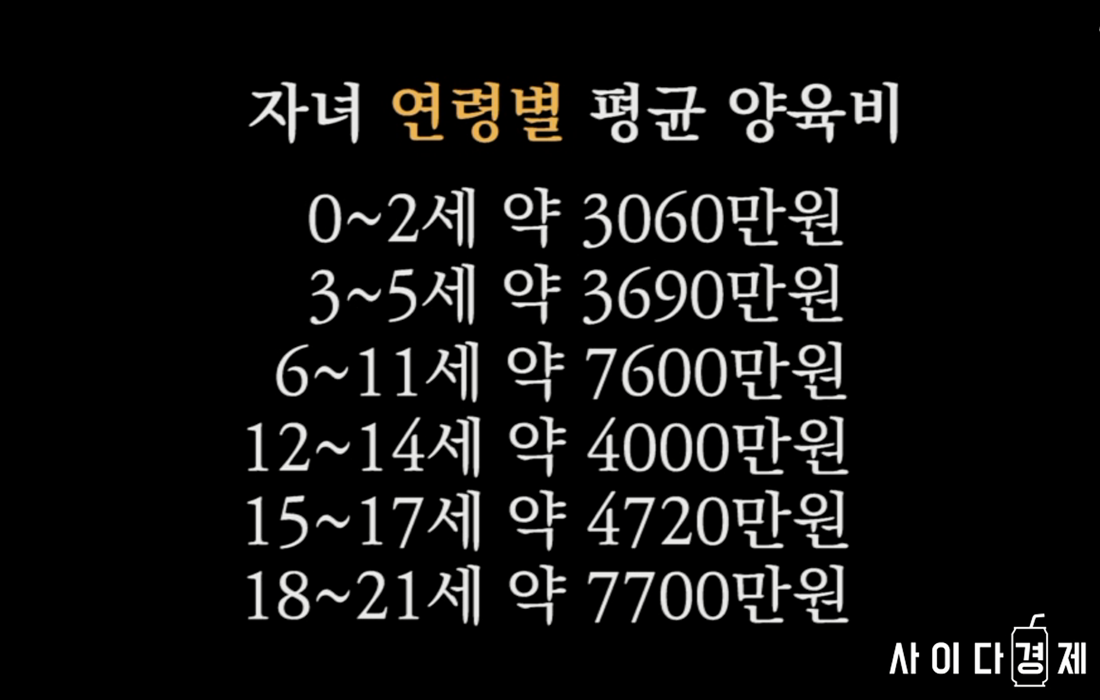 자녀 연령별 평균 양육비
0~2세 약 3060만원
3~5세 약 3690만원
6~11세 약 7600만원
12~14세 약 4000만원
15~17세 약 4720만원
18~21세 약 7700만원
사이다경제